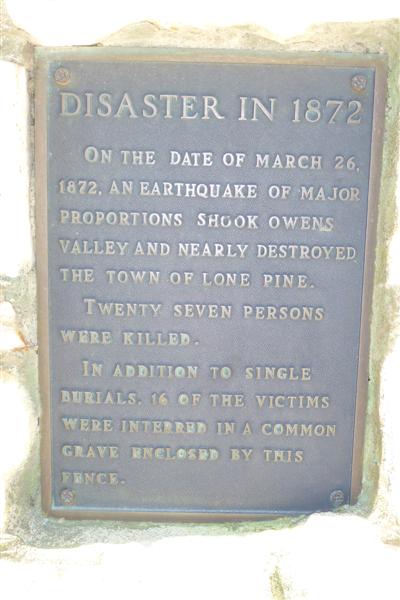 DISASTER IN 1872
ON THE DATE OF MARCH 26,
1872, AN EARTHQUAKE OF MAJOR
PROPORTIONS SHOOK OWENS
VALLEY AND NEARLY DESTROYED
THE TOWN OF LONE PINE.
TWENTY SEVEN PERSONS
WERE KILLED.
IN ADDITION TO SINGLE
BURIALS, 16 OF THE VICTIMS
WERE INTERRED IN A COMMON
GRAVE ENCLOSED BY THIS
FENCE.